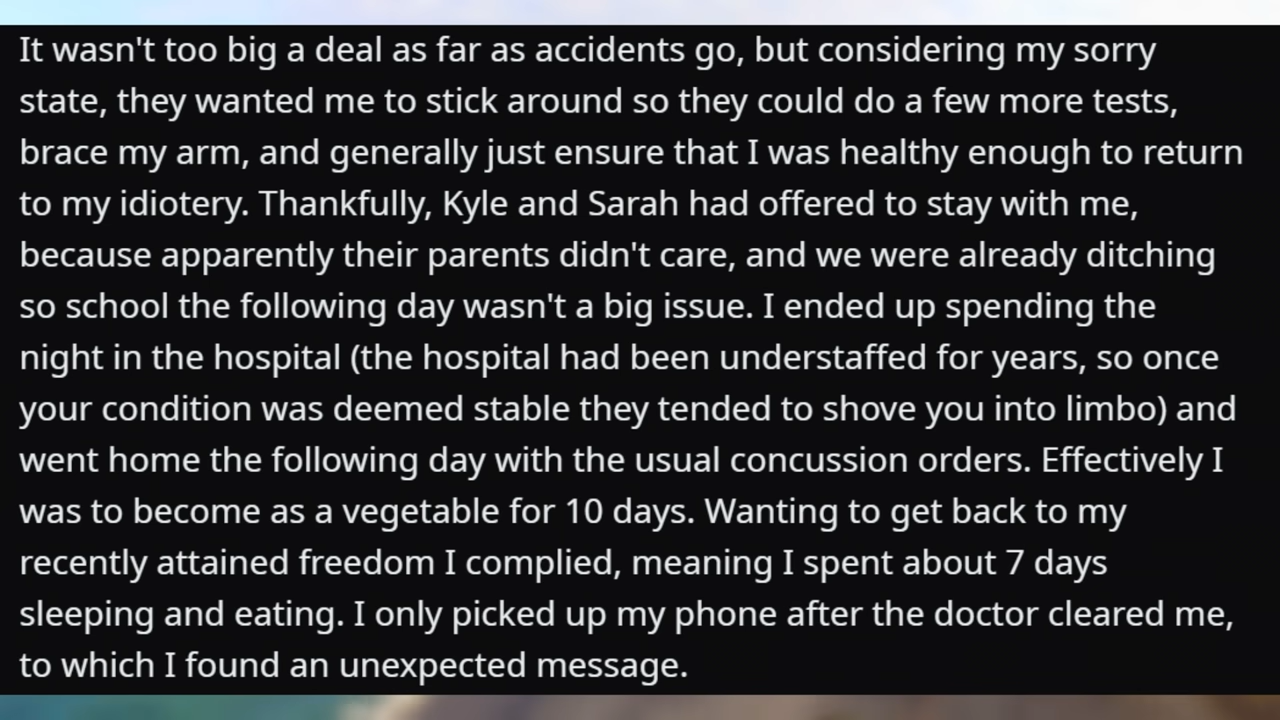 It wasn't too big a deal as far as accidents go, but considering my sorry
state, they wanted me to stick around so they could do a few more tests,
brace my arm, and generally just ensure that I was healthy enough to return
to my idiotery. Thankfully, Kyle and Sarah had offered to stay with me,
because apparently their parents didn't care, and we were already ditching
so school the following day wasn't a big issue. I ended up spending the
night in the hospital (the hospital had been understaffed for years, so once
your condition was deemed stable they tended to shove you into limbo) and
went home the following day with the usual concussion orders. Effectively I
was to become as a vegetable for 10 days. Wanting to get back to my
recently attained freedom I complied, meaning I spent about 7 days
sleeping and eating. I only picked up my phone after the doctor cleared me,
to which I found an unexpected message.